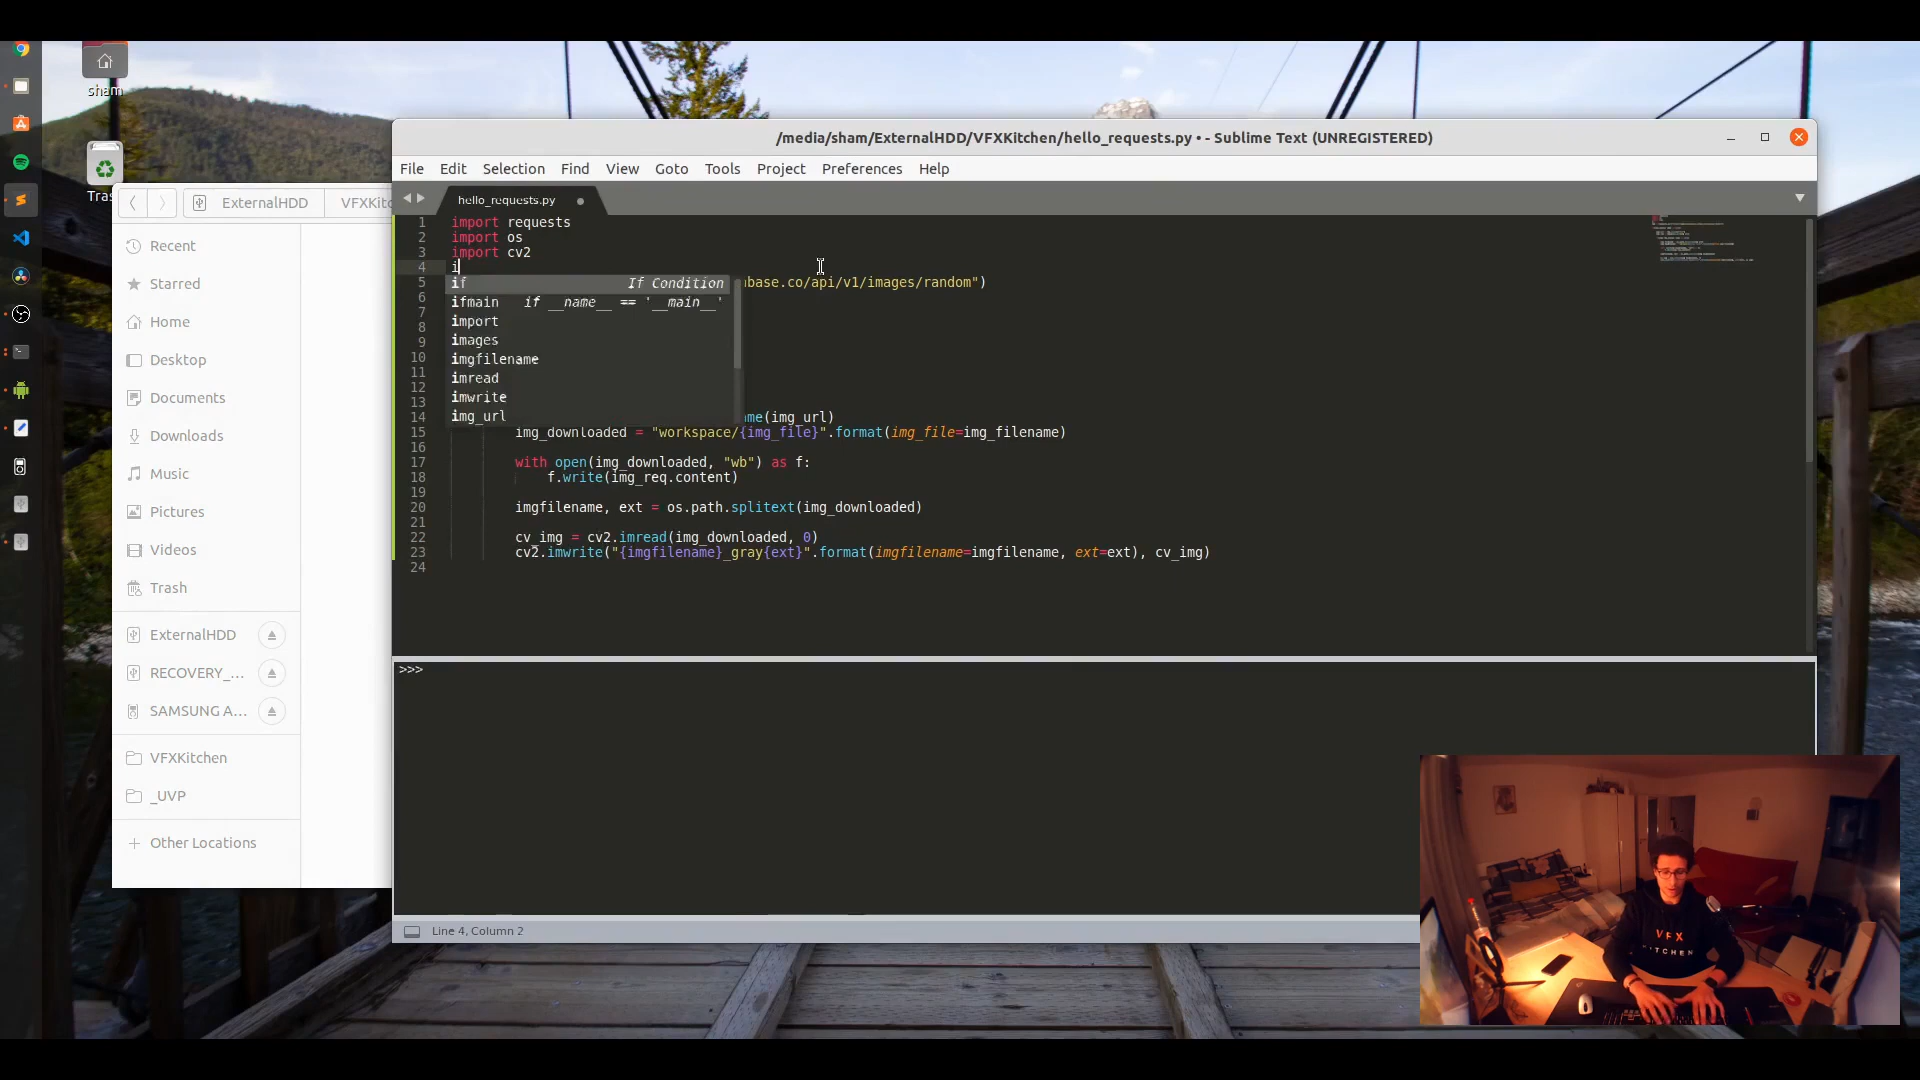 sham
Tras
ExternalHDD
VFXKitc
Recent
Starred
Home
Desktop
Documents
Downloads
Music
Pictures
Videos
Trash
ExternalHDD
RECOVERY_...
SAMSUNG A...
VFXKitchen
_UVP
+ Other Locations
/media/sham/ExternalHDD/VFXKitchen/hello_requests.py • - Sublime Text (UNREGISTERED)
File Edit Selection Find View Goto Tools Project Preferences Help
hello_requests.py
1 import requests
2 import os
3 import cv2
4 i
if If Condition
5 base.co/api/v1/images/random")
6 ifmain if __name__ == '__main__'
7 import
8 images
9
10 imgfilename
11 imread
12 imwrite
13 img_url
14 me(img_url)
15 img_downloaded = "workspace/{img_file}".format(img_file=img_filename)
16
17 with open(img_downloaded, "wb") as f:
18 f.write(img_req.content)
19
20 imgfilename, ext = os.path.splitext(img_downloaded)
21
22 cv_img = cv2.imread(img_downloaded, 0)
23 cv2.imwrite("{imgfilename}_gray{ext}".format(imgfilename=imgfilename, ext=ext), cv_img)
24
>>>
Line 4, Column 2
VFX
KITCHEN